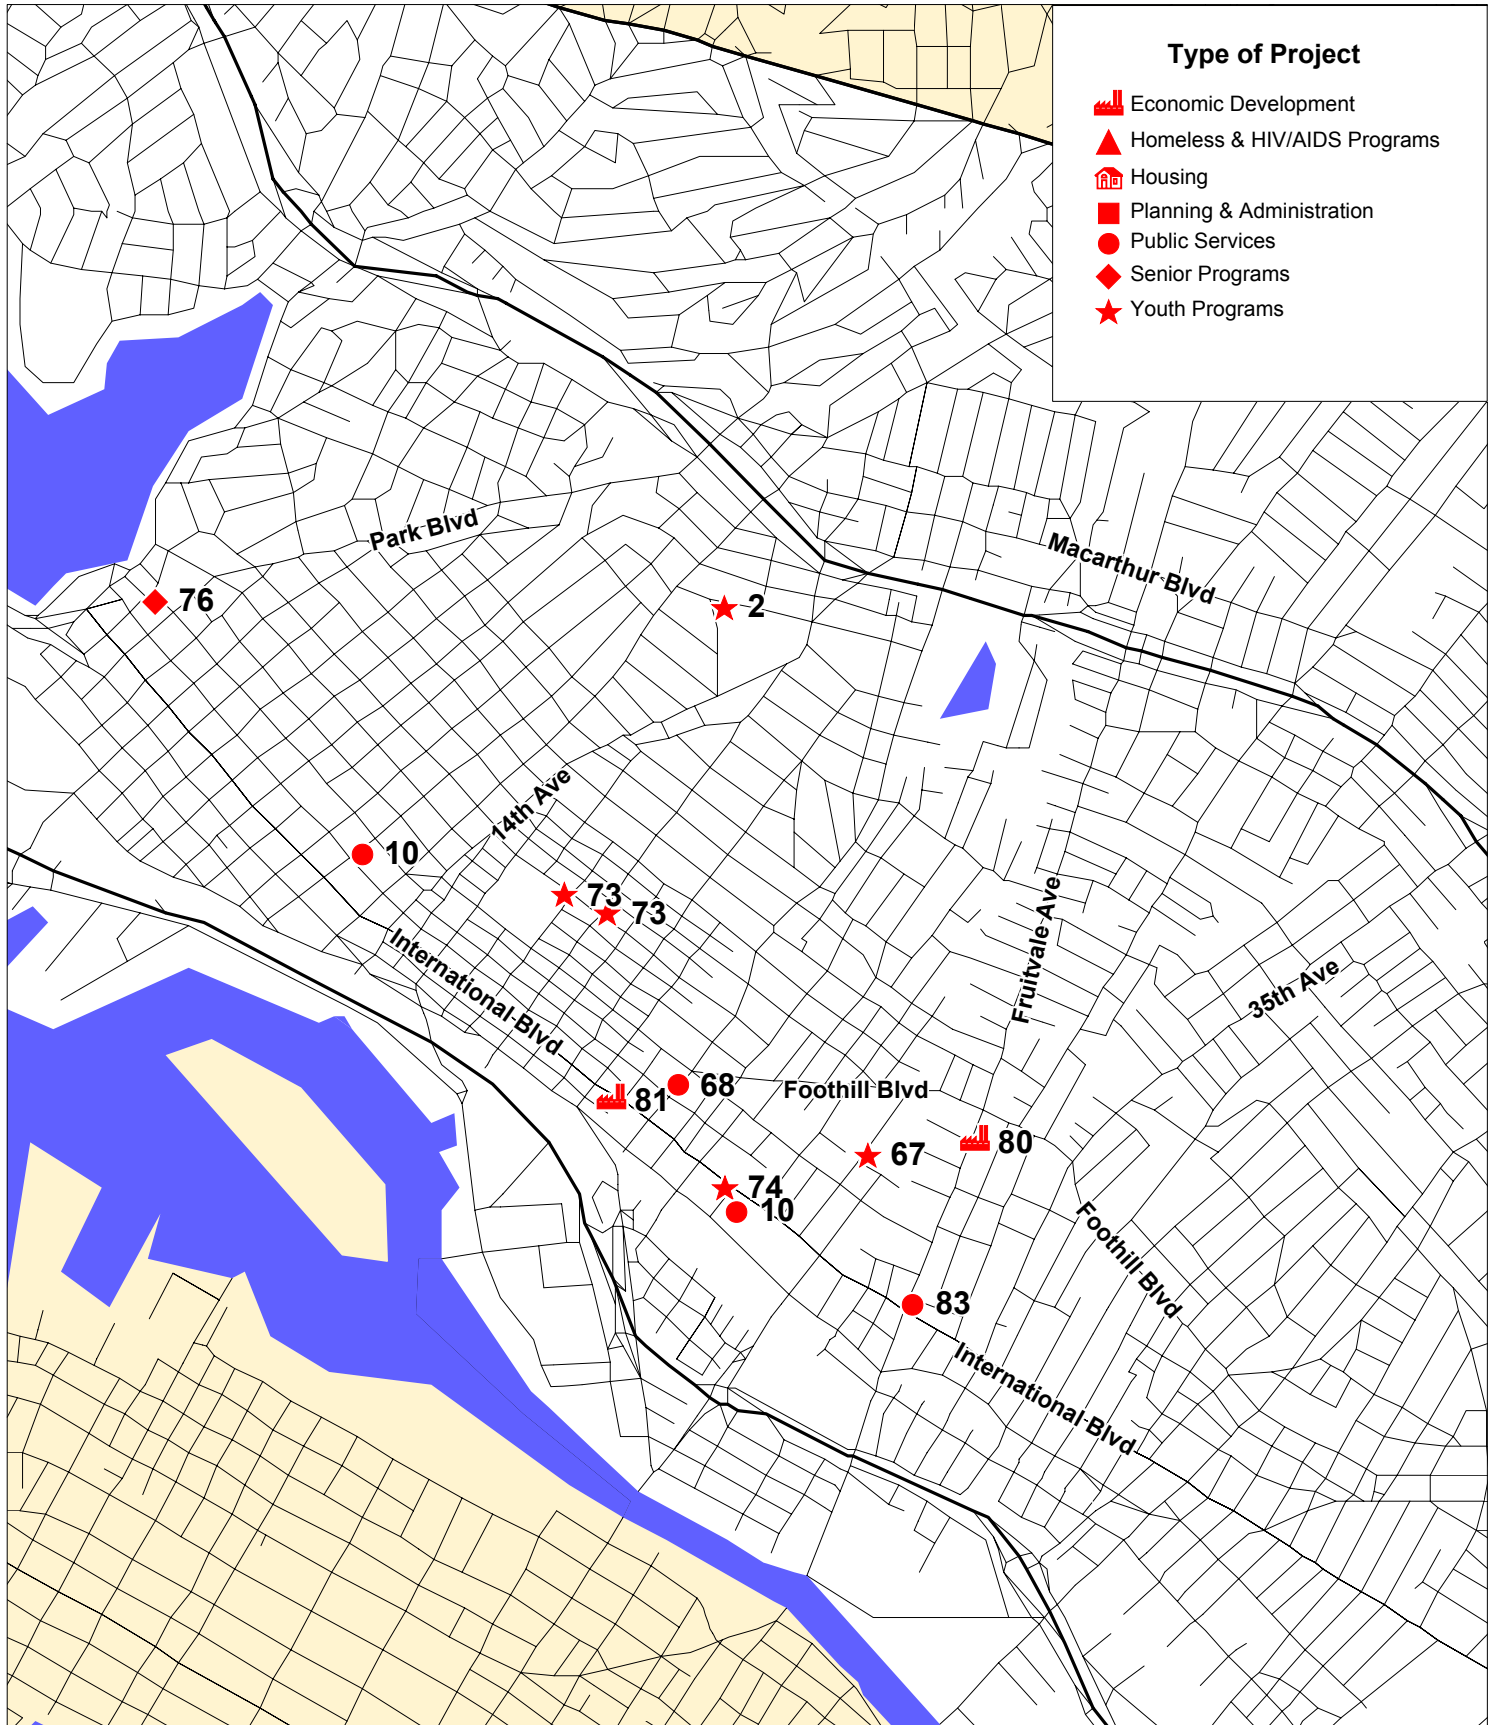 Type of Project
Economic Development
Homeless & HIV/AIDS Programs
Housing
Planning & Administration
Public Services
Senior Programs
Youth Programs
Park Blvd
Macarthur Blvd
76
2
14th Ave
10
73
73
Fruitvale Ave
35th Ave
International Blvd
68
Foothill Blvd
81
80
67
74
10
Foothill Blvd
83
International Blvd